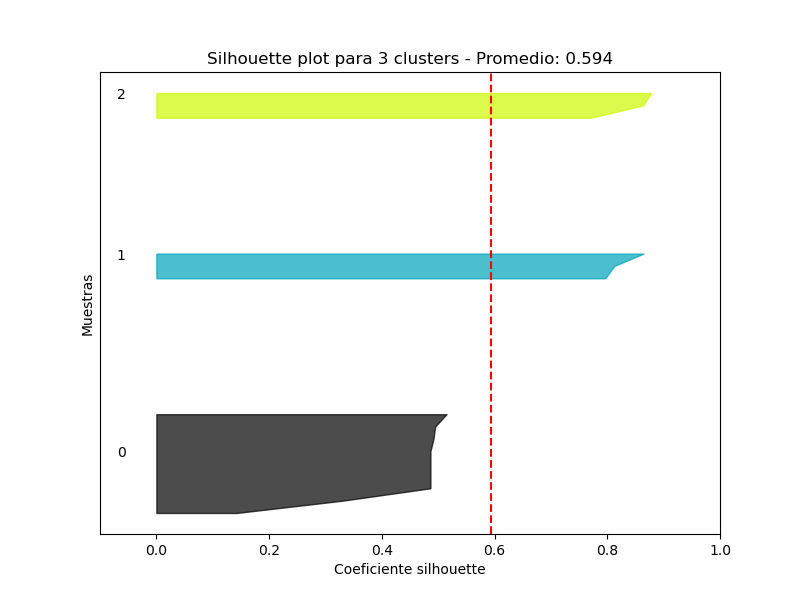 Silhouette plot para 3 clusters - Promedio: 0.594
2
1
0
Muestras
0.0 0.2 0.4 0.6 0.8 1.0
Coeficiente silhouette